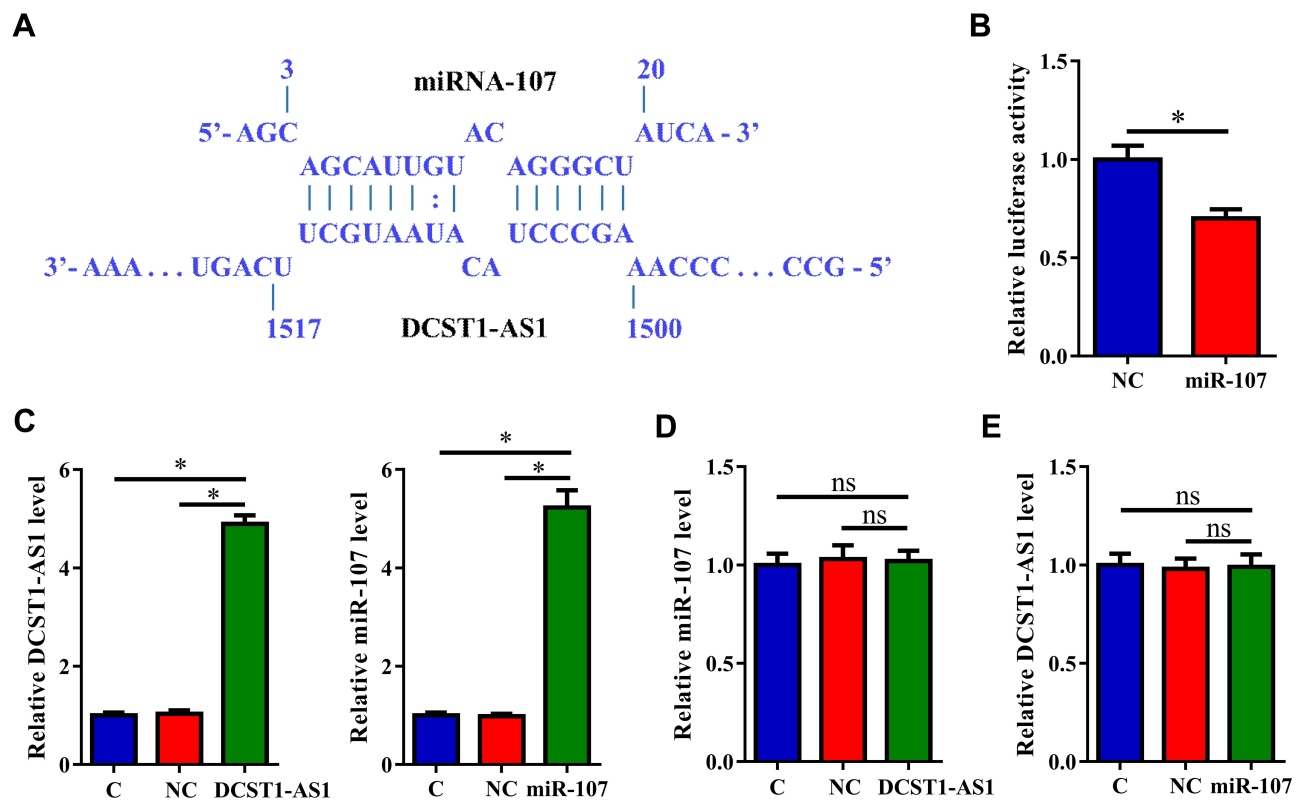 A
3 20
miRNA-107
5’- AGC AC AUCA - 3’
AGCAUUGU AGGGCU
:
UCGUAAUA UCCCGA
3’- AAA . . . UGACU CA AACCC . . . CCG - 5’
1517 DCST1-AS1 1500
B
Relative luciferase activity
1.5
1.0
0.5
0.0
*
NC miR-107
C
Relative DCST1-AS1 level
6
4
2
0
*
*
C NC DCST1-AS1
Relative miR-107 level
6
4
2
0
*
*
C NC miR-107
D
Relative miR-107 level
1.5
1.0
0.5
0.0
ns
ns
C NC DCST1-AS1
E
Relative DCST1-AS1 level
1.5
1.0
0.5
0.0
ns
ns
C NC miR-107